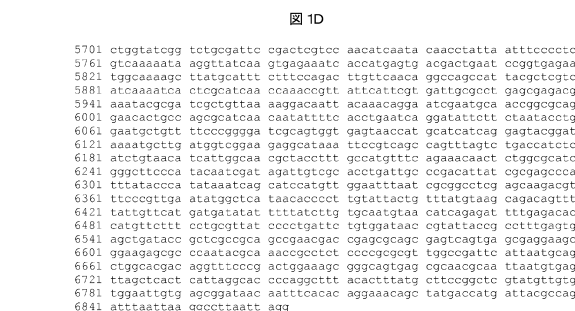 図 1D
5701 ctggtatcgg tctgcgattc cgactcgtcc aacatcaata caacctatta atttcccctc
5761 gtcaaaaata aggttatcaa gtgagaaatc accatgagtg acgactgaat ccggtgagaa
5821 tggcaaaagc ttatgcattt ctttccagac ttgttcaaca ggccagccat tacgctcgtc
5881 atcaaaatca ctcgcatcaa ccaaaccgtt attcattcgt gattgcgcct gagcgagacg
5941 aaatacgcga tcgctgttaa aaggacaatt acaaacagga atcgaatgca accggcgcag
6001 gaacactgcc agcgcatcaa caatattttc acctgaatca ggatattctt ctaatacctg
6061 gaatgctgtt ttcccgggga tcgcagtggt gagtaaccat gcatcatcag gagtacggat
6121 aaaatgcttg atggtcggaa gaggcataaa ttccgtcagc cagtttagtc tgaccatctc
6181 atctgtaaca tcattggcaa cgctaccttt gccatgtttc agaaacaact ctggcgcatc
6241 gggcttccca tacaatcgat agattgtcgc acctgattgc ccgacattat cgcgagccca
6301 tttataccca tataaatcag catccatgtt ggaatttaat cgcggcctcg agcaagacgt
6361 ttcccgttga atatggctca taacacccct tgtattactg tttatgtaag cagacagttt
6421 tattgttcat gatgatatat ttttatcttg tgcaatgtaa catcagagat tttgagacac
6481 catgttcttt cctgcgttat cccctgattc tgtggataac cgtattaccg cctttgagtg
6541 agctgatacc gctcgccgca gccgaacgac cgagcgcagc gagtcagtga gcgaggaagc
6601 ggaagagcgc ccaatacgca aaccgcctct ccccgcgcgt tggccgattc attaatgcag
6661 ctggcacgac aggtttcccg actggaaagc gggcagtgag cgcaacgcaa ttaatgtgag
6721 ttagctcact cattaggcac cccaggcttt acactttatg cttccggctc gtatgttgtg
6781 tggaattgtg agcggataac aatttcacac aggaaacagc tatgaccatg attacgccag
6841 atttaattaa ggccttaatt agg